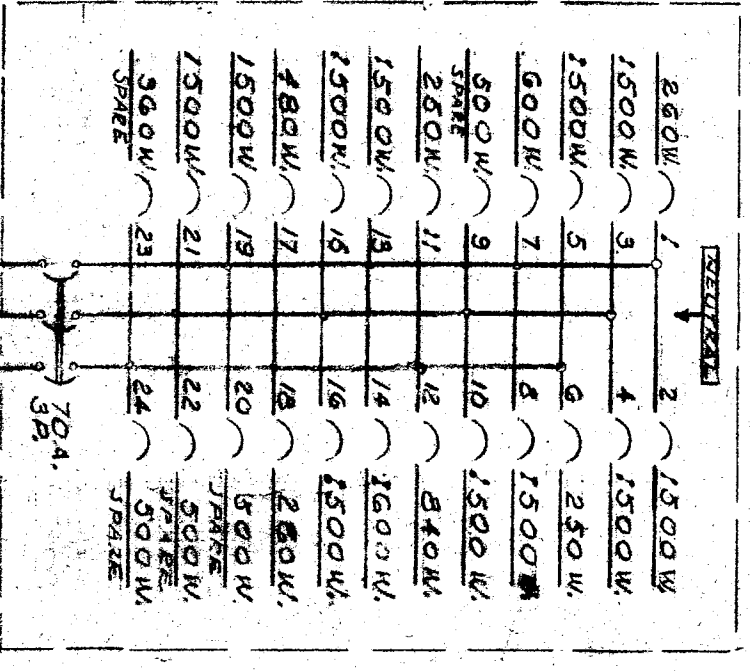 NEUTRAL
260W. 1 2 1500W.
1500W. 3 4 1500W.
1500W. 5 6 250W.
600W. 7 8 1500
500W. 9 10 1500W.
SPARE
250W. 11 12 840W.
1500W. 13 14 1600W.
1500W. 15 16 1500W.
480W. 17 18 W.
1500W. 19 20 500W.
SPARE
1500W. 21 22 500W.
SPARE
360W. 23 24 500W.
SPARE SPARE
70A.
3P.